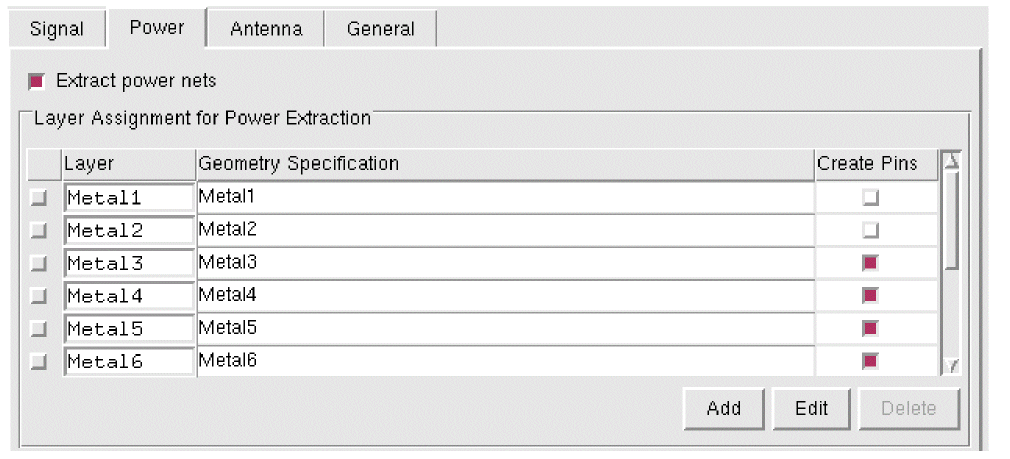 Signal Power Antenna General
Extract power nets
Layer Assignment for Power Extraction
Layer Geometry Specification Create Pins
Metal1 Metal1
Metal2 Metal2
Metal3 Metal3
Metal4 Metal4
Metal5 Metal5
Metal6 Metal6
Add Edit Delete